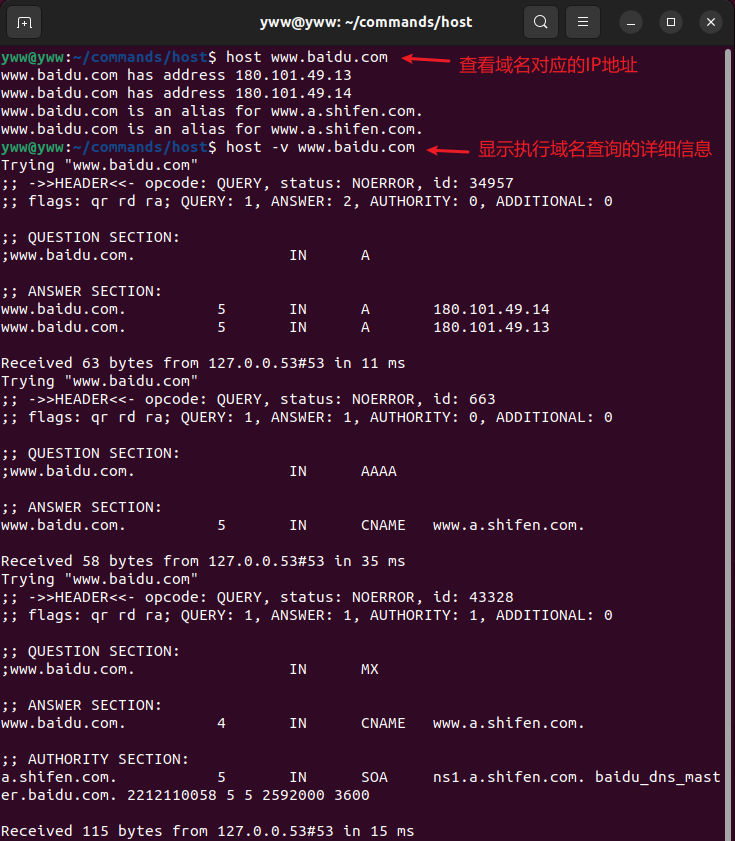 yww@yww: ~/commands/host
yww@yww:~/commands/host$ host www.baidu.com 查看域名对应的IP地址
www.baidu.com has address 180.101.49.13
www.baidu.com has address 180.101.49.14
www.baidu.com is an alias for www.a.shifen.com.
www.baidu.com is an alias for www.a.shifen.com.
yww@yww:~/commands/host$ host -v www.baidu.com 显示执行域名查询的详细信息
Trying "www.baidu.com"
;; ->>HEADER<<- opcode: QUERY, status: NOERROR, id: 34957
;; flags: qr rd ra; QUERY: 1, ANSWER: 2, AUTHORITY: 0, ADDITIONAL: 0
;; QUESTION SECTION:
;www.baidu.com. IN A
;; ANSWER SECTION:
www.baidu.com. 5 IN A 180.101.49.14
www.baidu.com. 5 IN A 180.101.49.13
Received 63 bytes from 127.0.0.53#53 in 11 ms
Trying "www.baidu.com"
;; ->>HEADER<<- opcode: QUERY, status: NOERROR, id: 663
;; flags: qr rd ra; QUERY: 1, ANSWER: 1, AUTHORITY: 0, ADDITIONAL: 0
;; QUESTION SECTION:
;www.baidu.com. IN AAAA
;; ANSWER SECTION:
www.baidu.com. 5 IN CNAME www.a.shifen.com.
Received 58 bytes from 127.0.0.53#53 in 35 ms
Trying "www.baidu.com"
;; ->>HEADER<<- opcode: QUERY, status: NOERROR, id: 43328
;; flags: qr rd ra; QUERY: 1, ANSWER: 1, AUTHORITY: 1, ADDITIONAL: 0
;; QUESTION SECTION:
;www.baidu.com. IN MX
;; ANSWER SECTION:
www.baidu.com. 4 IN CNAME www.a.shifen.com.
;; AUTHORITY SECTION:
a.shifen.com. 5 IN SOA ns1.a.shifen.com. baidu_dns_mast
er.baidu.com. 2212110058 5 5 2592000 3600
Received 115 bytes from 127.0.0.53#53 in 15 ms